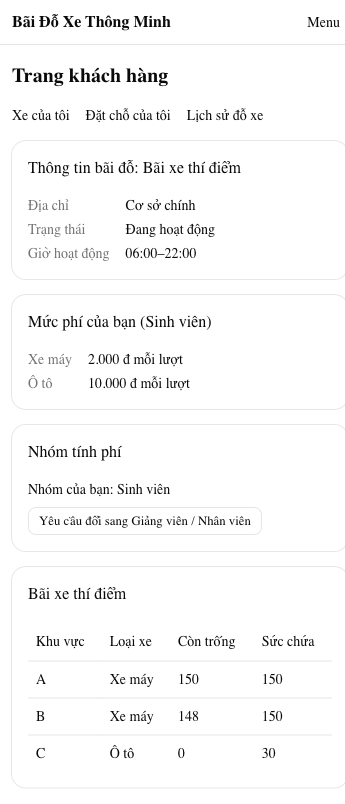 Bãi Đỗ Xe Thông Minh Menu
Trang khách hàng
Xe của tôi Đặt chỗ của tôi Lịch sử đỗ xe
Thông tin bãi đỗ: Bãi xe thí điểm
Địa chỉ Cơ sở chính
Trạng thái Đang hoạt động
Giờ hoạt động 06:00–22:00
Mức phí của bạn (Sinh viên)
Xe máy 2.000 đ mỗi lượt
Ô tô 10.000 đ mỗi lượt
Nhóm tính phí
Nhóm của bạn: Sinh viên
Yêu cầu đổi sang Giảng viên / Nhân viên
Bãi xe thí điểm
Khu vực Loại xe Còn trống Sức chứa
A Xe máy 150 150
B Xe máy 148 150
C Ô tô 0 30